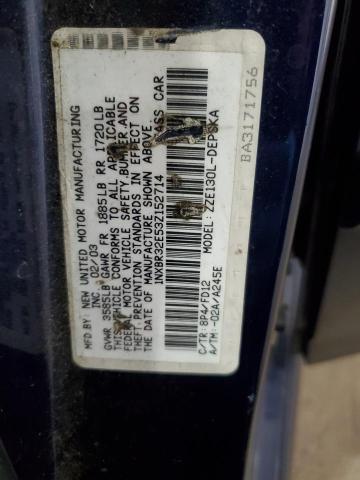 MFD. BY NEW UNITED MOTOR MANUFACTURING
INC. 02/03
GVWR 3585LB GAWR FR 1885LB RR 1720LB
THIS VEHICLE CONFORMS TO ALL APPLICABLE
FEDERAL MOTOR VEHICLE SAFETY, BUMPER AND
THEFT PREVENTION STANDARDS IN EFFECT ON
THE DATE OF MANUFACTURE SHOWN ABOVE.
1NXBR32E53Z152714 CAR
C/TR: 8P4/FD12 MODEL: ZZE130L-DEPSKA
A/TM: -02A/A245E
BA3171756